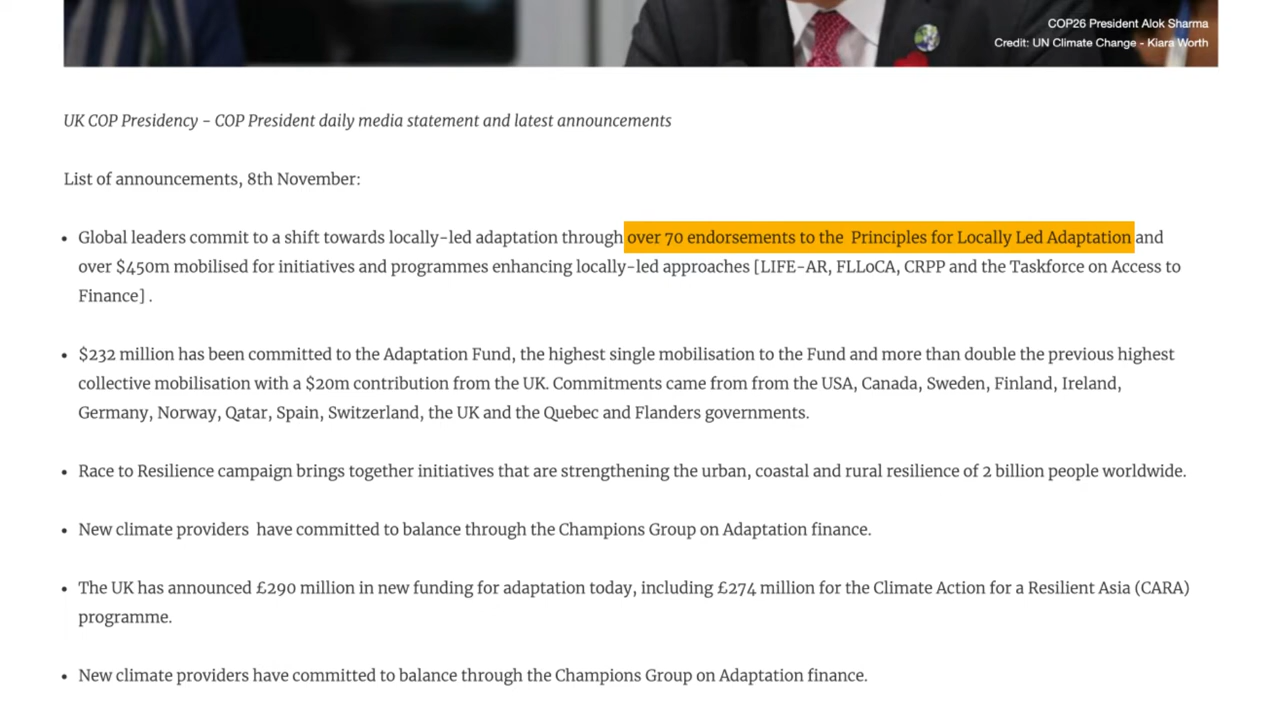 COP26 President Alok Sharma
Credit: UN Climate Change - Kiara Worth
UK COP Presidency - COP President daily media statement and latest announcements
List of announcements, 8th November:
• Global leaders commit to a shift towards locally-led adaptation through over 70 endorsements to the Principles for Locally Led Adaptation and
over $450m mobilised for initiatives and programmes enhancing locally-led approaches [LIFE-AR, FLLoCA, CRPP and the Taskforce on Access to
Finance] .
• $232 million has been committed to the Adaptation Fund, the highest single mobilisation to the Fund and more than double the previous highest
collective mobilisation with a $20m contribution from the UK. Commitments came from from the USA, Canada, Sweden, Finland, Ireland,
Germany, Norway, Qatar, Spain, Switzerland, the UK and the Quebec and Flanders governments.
• Race to Resilience campaign brings together initiatives that are strengthening the urban, coastal and rural resilience of 2 billion people worldwide.
• New climate providers have committed to balance through the Champions Group on Adaptation finance.
• The UK has announced £290 million in new funding for adaptation today, including £274 million for the Climate Action for a Resilient Asia (CARA)
programme.
• New climate providers have committed to balance through the Champions Group on Adaptation finance.